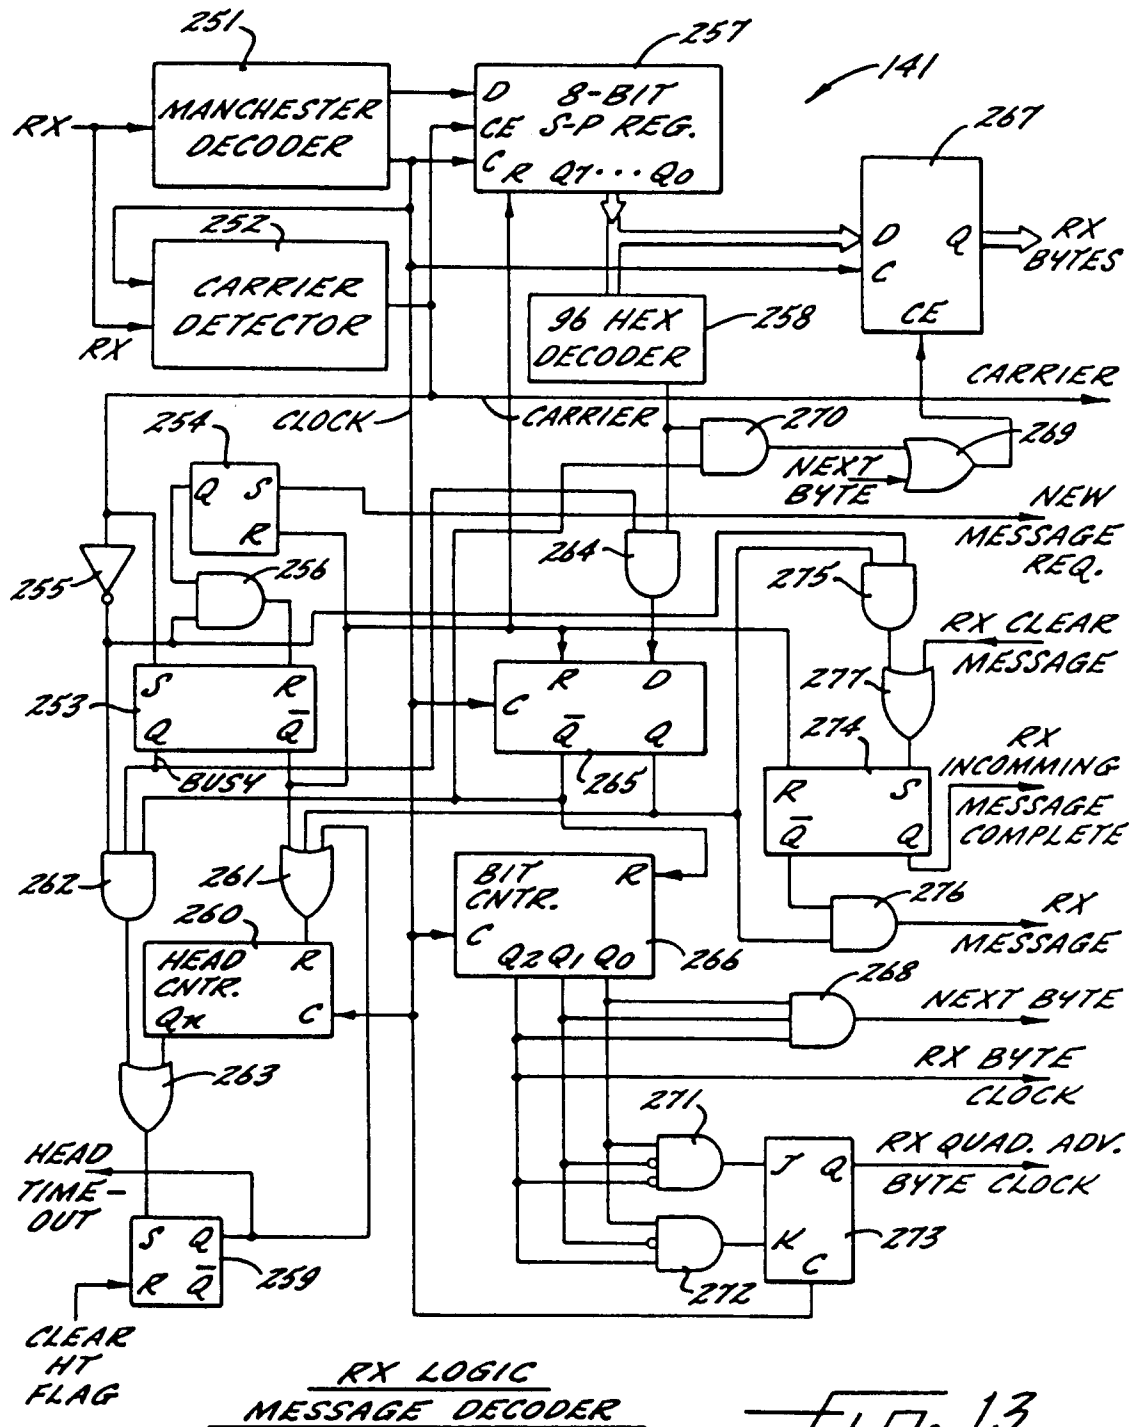 251
257
141
MANCHESTER
DECODER
RX
D
8-BIT
S-P REG.
CE
C
R
Q7...Q0
267
252
CARRIER
DETECTOR
RX
D
Q
C
CE
RX
BYTES
96 HEX
DECODER
258
CARRIER
CLOCK
CARRIER
254
Q
S
R
270
269
NEXT
BYTE
NEW
MESSAGE
REQ.
264
275
255
256
RX CLEAR
MESSAGE
277
253
S
R
Q
Q̅
BUSY
R
D
C
Q̅
Q
265
274
RX
INCOMMING
MESSAGE
COMPLETE
R
S
Q̅
Q
262
261
BIT
CNTR.
R
C
Q2 Q1 Q0
266
276
RX
MESSAGE
260
HEAD
CNTR.
R
Qn
C
268
NEXT BYTE
263
RX BYTE
CLOCK
271
HEAD
TIME-
OUT
J
Q
RX QUAD. ADV.
BYTE CLOCK
S
Q
R
Q̅
259
K
C
273
272
CLEAR
HT
FLAG
RX LOGIC
MESSAGE DECODER
13